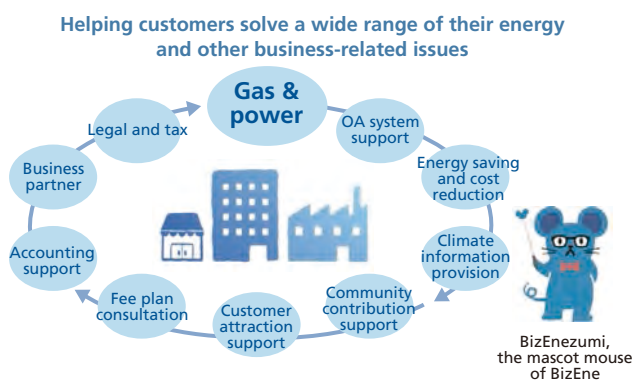 Helping customers solve a wide range of their energy
and other business-related issues
Gas &
power
OA system
support
Energy saving
and cost
reduction
Climate
information
provision
Community
contribution
support
Customer
attraction
support
Fee plan
consultation
Accounting
support
Business
partner
Legal and tax
BizEnezumi,
the mascot mouse
of BizEne